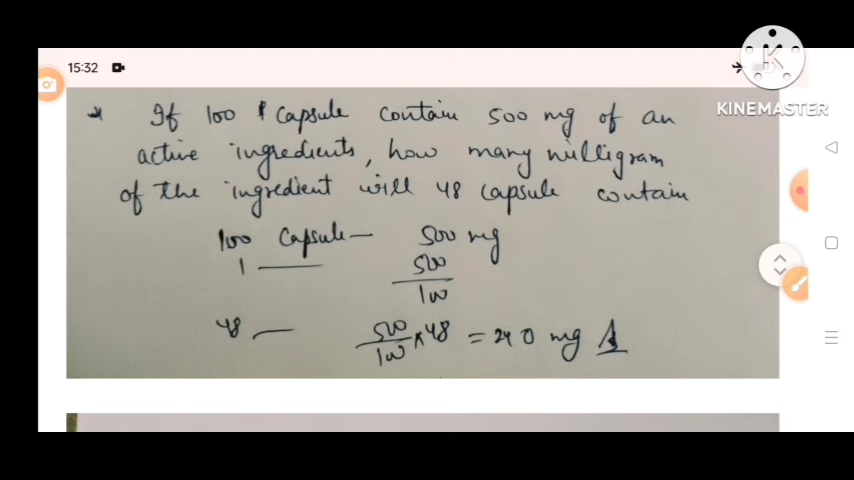 15:32
KINEMASTER
If 100 capsule contain 500 mg of an
active ingredients, how many milligram
of the ingredient will 48 capsule contain
100 capsule — 500 mg
1 — 500/100
48 — 500/100 × 48 = 240 mg